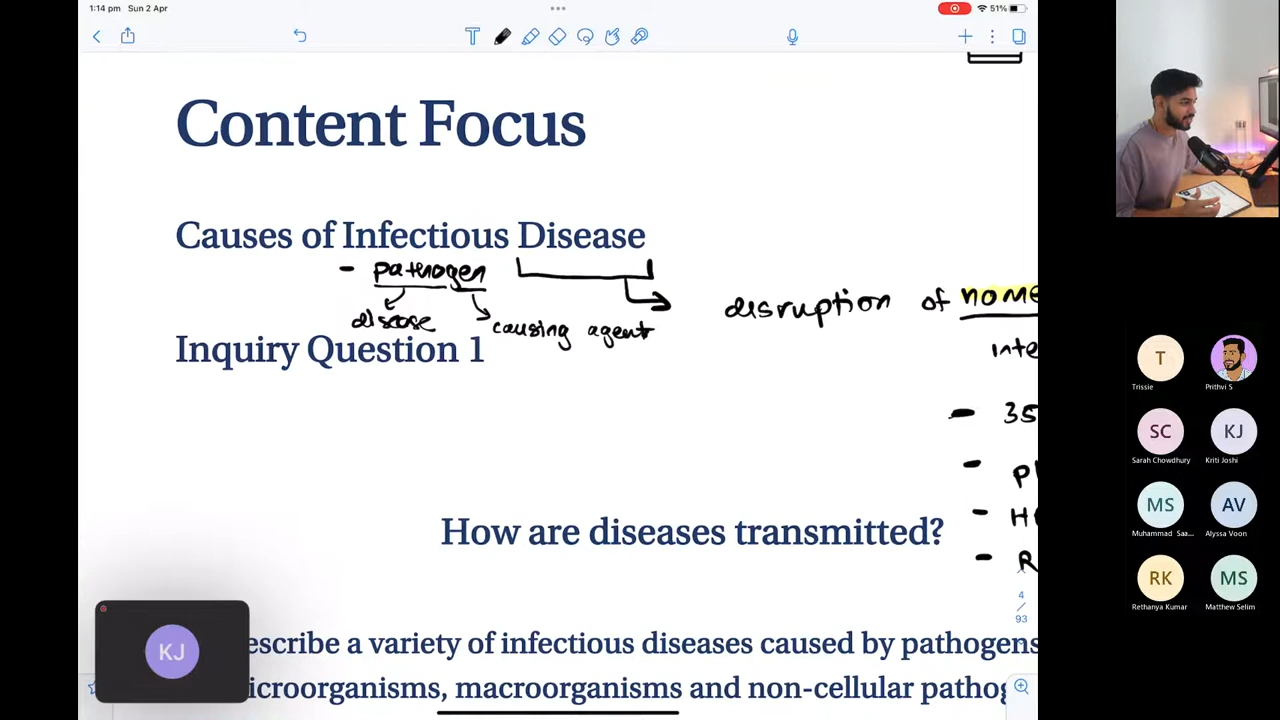 1:14 pm Sun 2 Apr
51%
Content Focus
Causes of Infectious Disease
- pathogen
disease
causing agent
disruption of home
inte
Inquiry Question 1
- 35
- p
- H
- R
How are diseases transmitted?
4
/
93
escribe a variety of infectious diseases caused by pathogens
icroorganisms, macroorganisms and non-cellular pathog
KJ
T
Trissie
Prithvi S
SC
Sarah Chowdhury
KJ
Kriti Joshi
MS
Muhammad Saa...
AV
Alyssa Voon
RK
Rethanya Kumar
MS
Matthew Selim